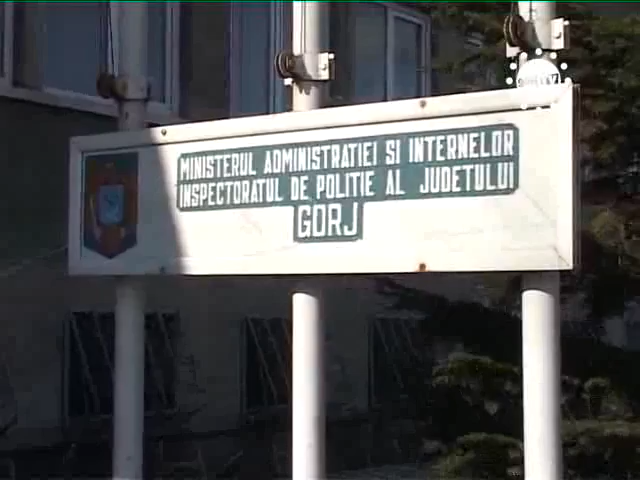 MINISTERUL ADMINISTRATIEI SI INTERNELOR
INSPECTORATUL DE POLITIE AL JUDETULUI
GORJ